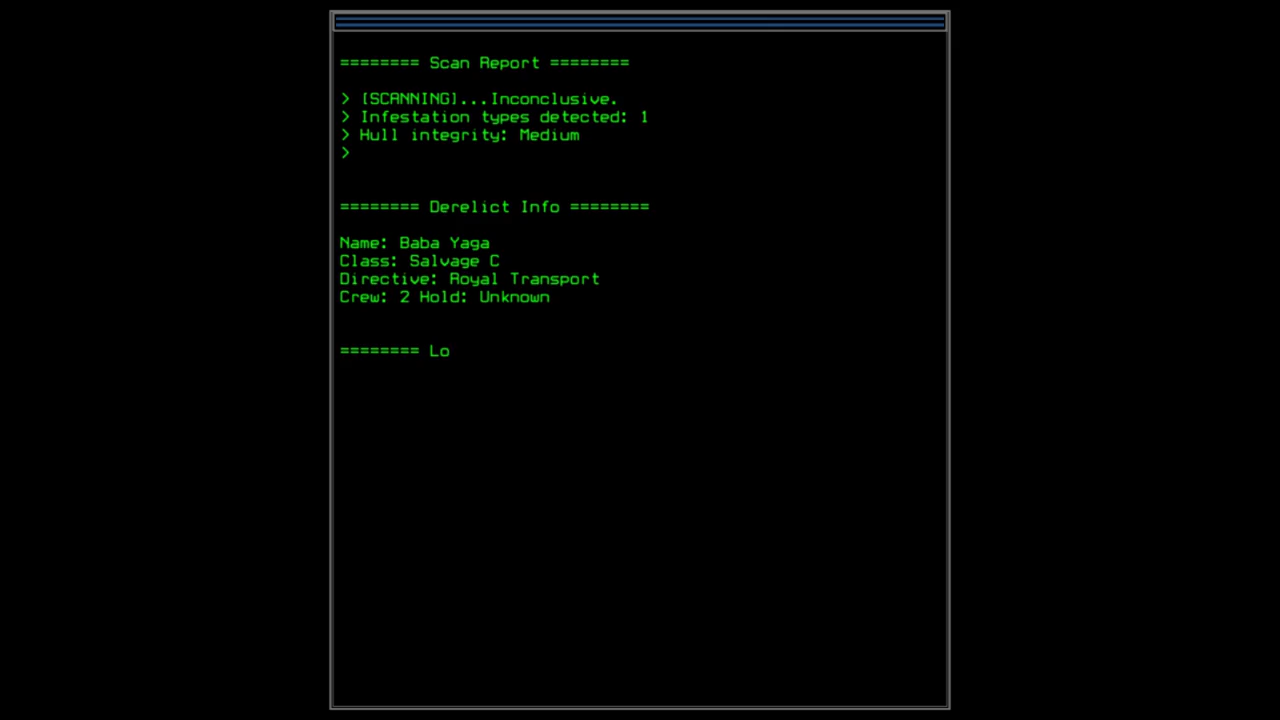 ======== Scan Report ========
> [SCANNING]...Inconclusive.
> Infestation types detected: 1
> Hull integrity: Medium
>
======== Derelict Info ========
Name: Baba Yaga
Class: Salvage C
Directive: Royal Transport
Crew: 2 Hold: Unknown
======== Lo